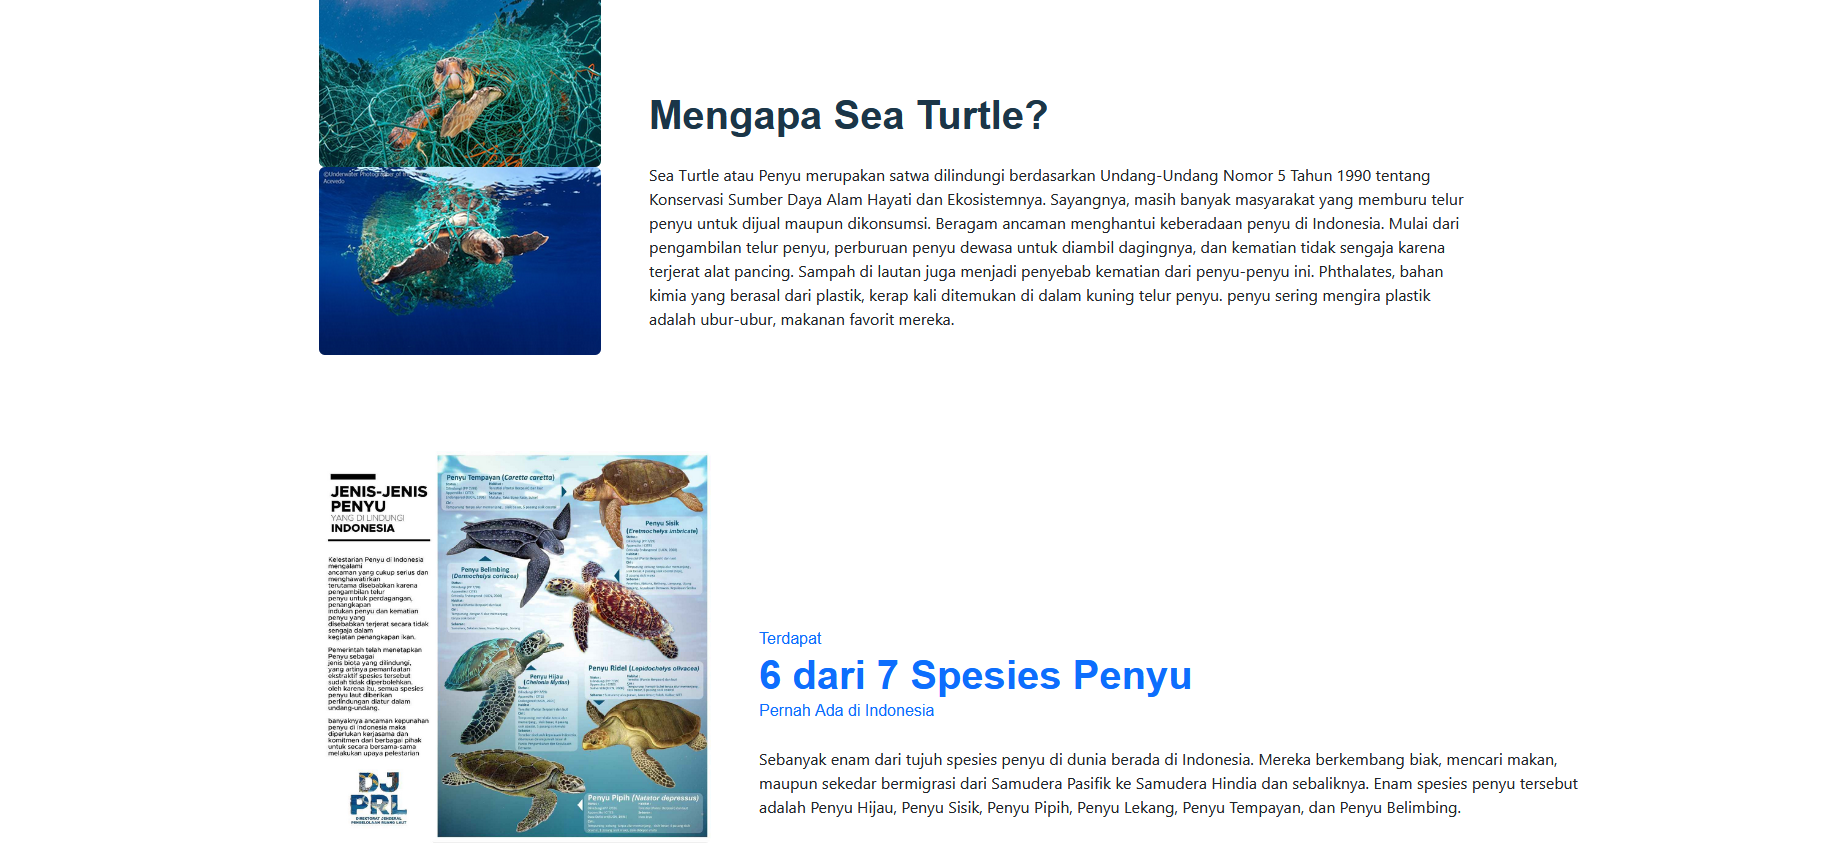 ©Underwater Photographer of the
Acevedo
Mengapa Sea Turtle?
Sea Turtle atau Penyu merupakan satwa dilindungi berdasarkan Undang-Undang Nomor 5 Tahun 1990 tentang
Konservasi Sumber Daya Alam Hayati dan Ekosistemnya. Sayangnya, masih banyak masyarakat yang memburu telur
penyu untuk dijual maupun dikonsumsi. Beragam ancaman menghantui keberadaan penyu di Indonesia. Mulai dari
pengambilan telur penyu, perburuan penyu dewasa untuk diambil dagingnya, dan kematian tidak sengaja karena
terjerat alat pancing. Sampah di lautan juga menjadi penyebab kematian dari penyu-penyu ini. Phthalates, bahan
kimia yang berasal dari plastik, kerap kali ditemukan di dalam kuning telur penyu. penyu sering mengira plastik
adalah ubur-ubur, makanan favorit mereka.
JENIS-JENIS
PENYU
YANG DI LINDUNGI
INDONESIA
Kelestarian Penyu di Indonesia
mengalami
ancaman yang cukup serius dan
menghawatirkan
terutama disebabkan karena
pengambilan telur
penyu untuk perdagangan,
penangkapan
indukan penyu dan kematian
penyu yang
disebabkan terjerat secara tidak
sengaja dalam
kegiatan penangkapan ikan.
Pemerintah telah menetapkan
Penyu sebagai
jenis biota yang dilindungi,
yang artinya pemanfaatan
ekstraktif spesies tersebut
sudah tidak diperbolehkan.
oleh karena itu, semua spesies
penyu laut diberikan
perlindungan diatur dalam
undang-undang.
banyaknya ancaman kepunahan
penyu di indonesia maka
diperlukan kerjasama dan
komitmen dari berbagai pihak
untuk secara bersama-sama
melakukan upaya pelestarian
DJ
PRL
DIREKTORAT JENDERAL
PENGELOLAAN RUANG LAUT
Penyu Tempayan (Caretta caretta)
Penyu Sisik
(Eretmochelys imbricata)
Penyu Belimbing
(Dermochelys coriacea)
Penyu Hijau
(Chelonia Mydas)
Penyu Ridel (Lepidochelys olivacea)
Penyu Pipih (Natator depressus)
Terdapat
6 dari 7 Spesies Penyu
Pernah Ada di Indonesia
Sebanyak enam dari tujuh spesies penyu di dunia berada di Indonesia. Mereka berkembang biak, mencari makan,
maupun sekedar bermigrasi dari Samudera Pasifik ke Samudera Hindia dan sebaliknya. Enam spesies penyu tersebut
adalah Penyu Hijau, Penyu Sisik, Penyu Pipih, Penyu Lekang, Penyu Tempayan, dan Penyu Belimbing.